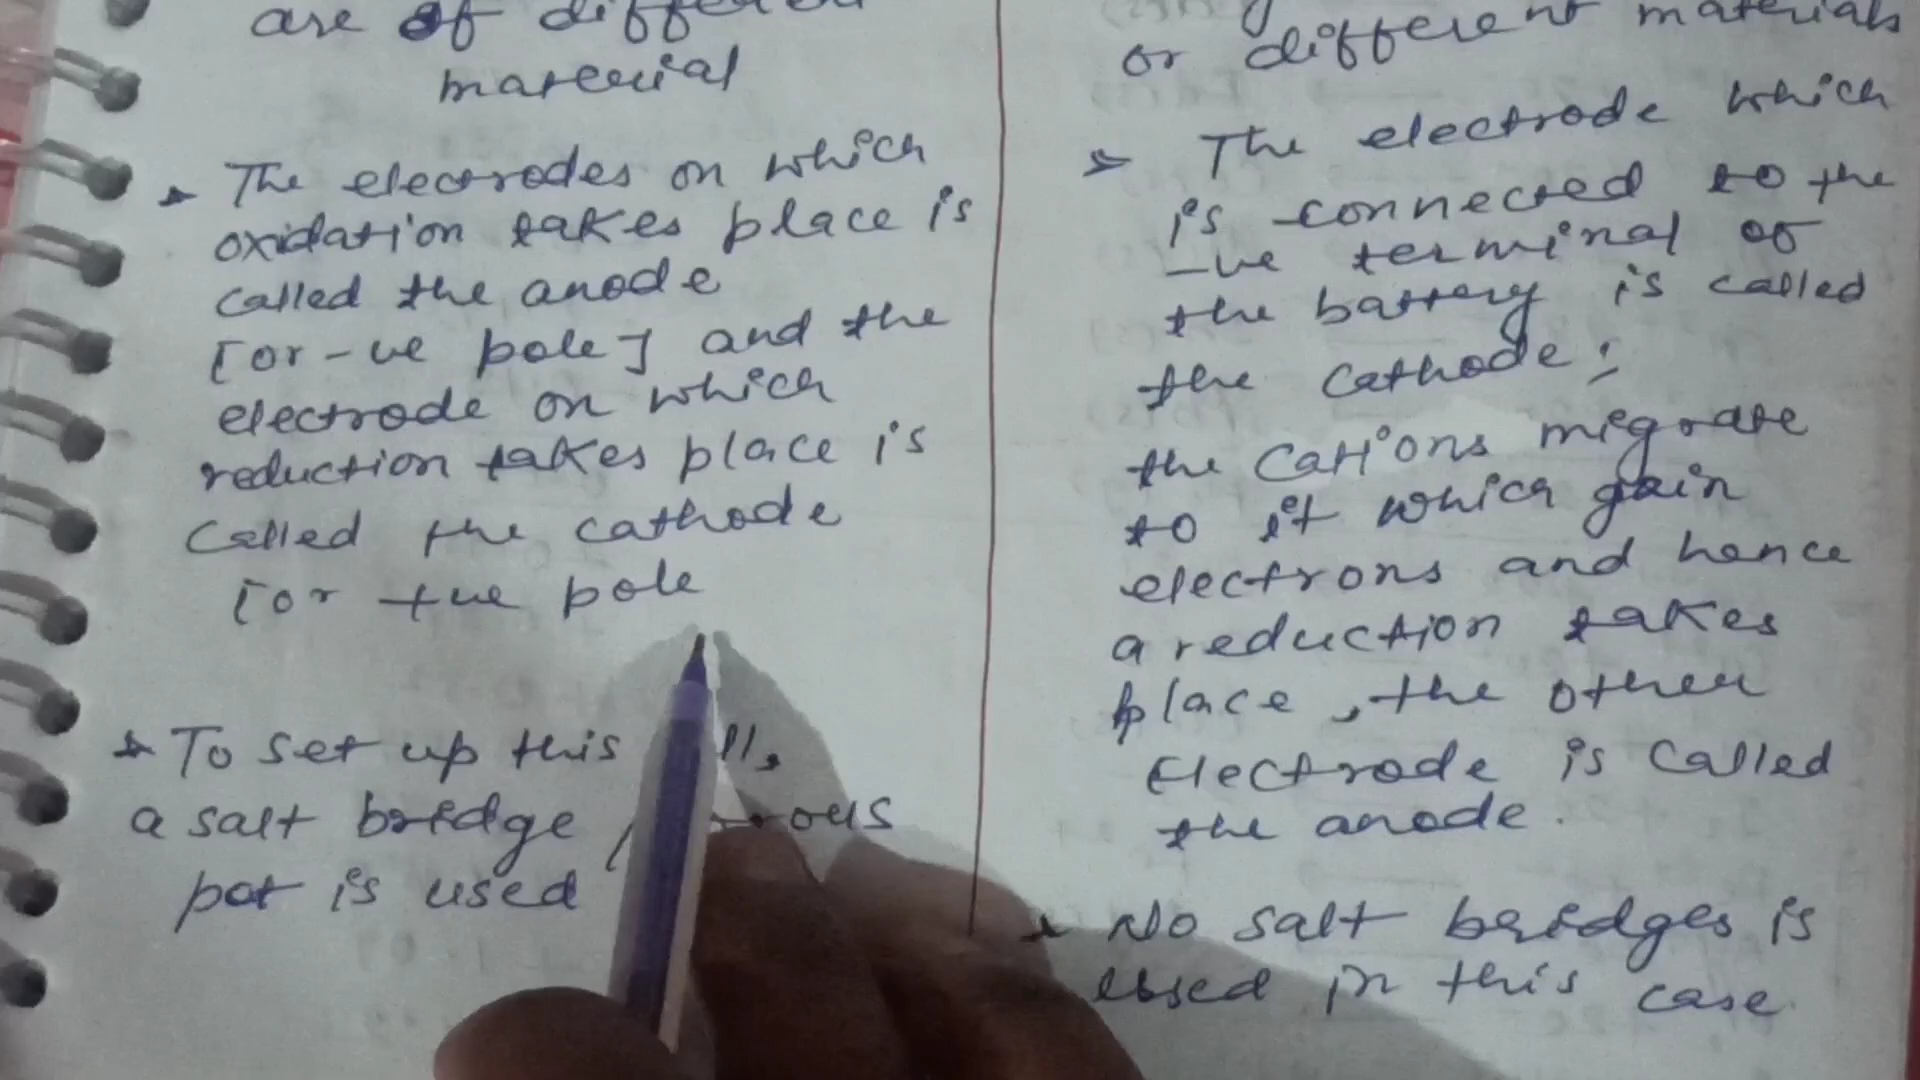 are of different
material
The electrodes on which
oxidation takes place is
called the anode
[or -ve pole] and the
electrode on which
reduction takes place is
called the cathode
[or +ve pole
To set up this
a salt bridge /
pot is used
or different materials
The electrode which
is connected to the
-ve terminal of
the battery is called
the cathode;
the cations migrate
to it which gain
electrons and hence
a reduction takes
place, the other
Electrode is called
the anode.
No salt bridges is
used in this case.